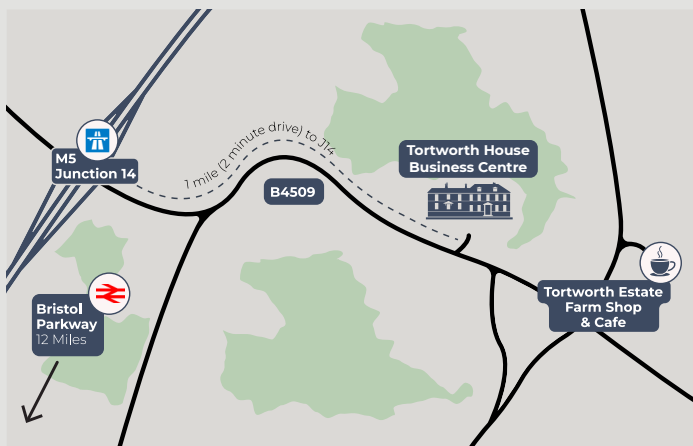 1 mile (2 minute drive) to J14
M5
Junction 14
Tortworth House
Business Centre
B4509
Bristol
Parkway
12 Miles
Tortworth Estate
Farm Shop
& Cafe